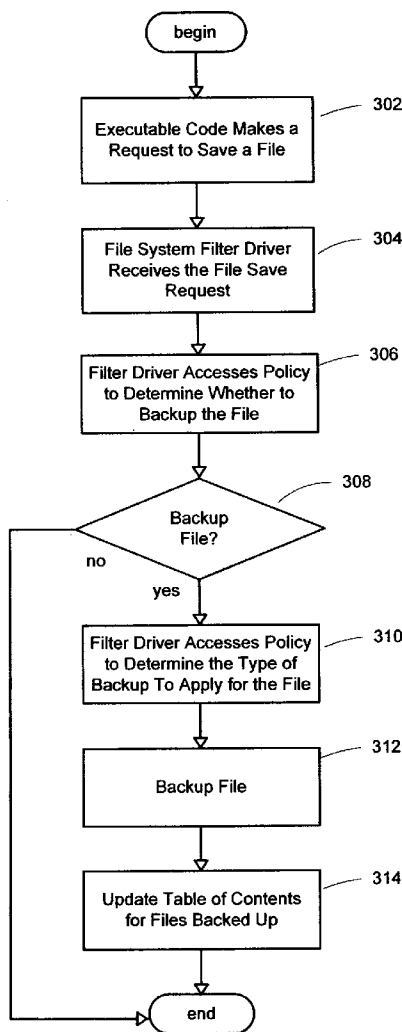 begin
302
Executable Code Makes a
Request to Save a File
304
File System Filter Driver
Receives the File Save
Request
306
Filter Driver Accesses Policy
to Determine Whether to
Backup the File
308
Backup
File?
no
yes
310
Filter Driver Accesses Policy
to Determine the Type of
Backup To Apply for the File
312
Backup File
314
Update Table of Contents
for Files Backed Up
end